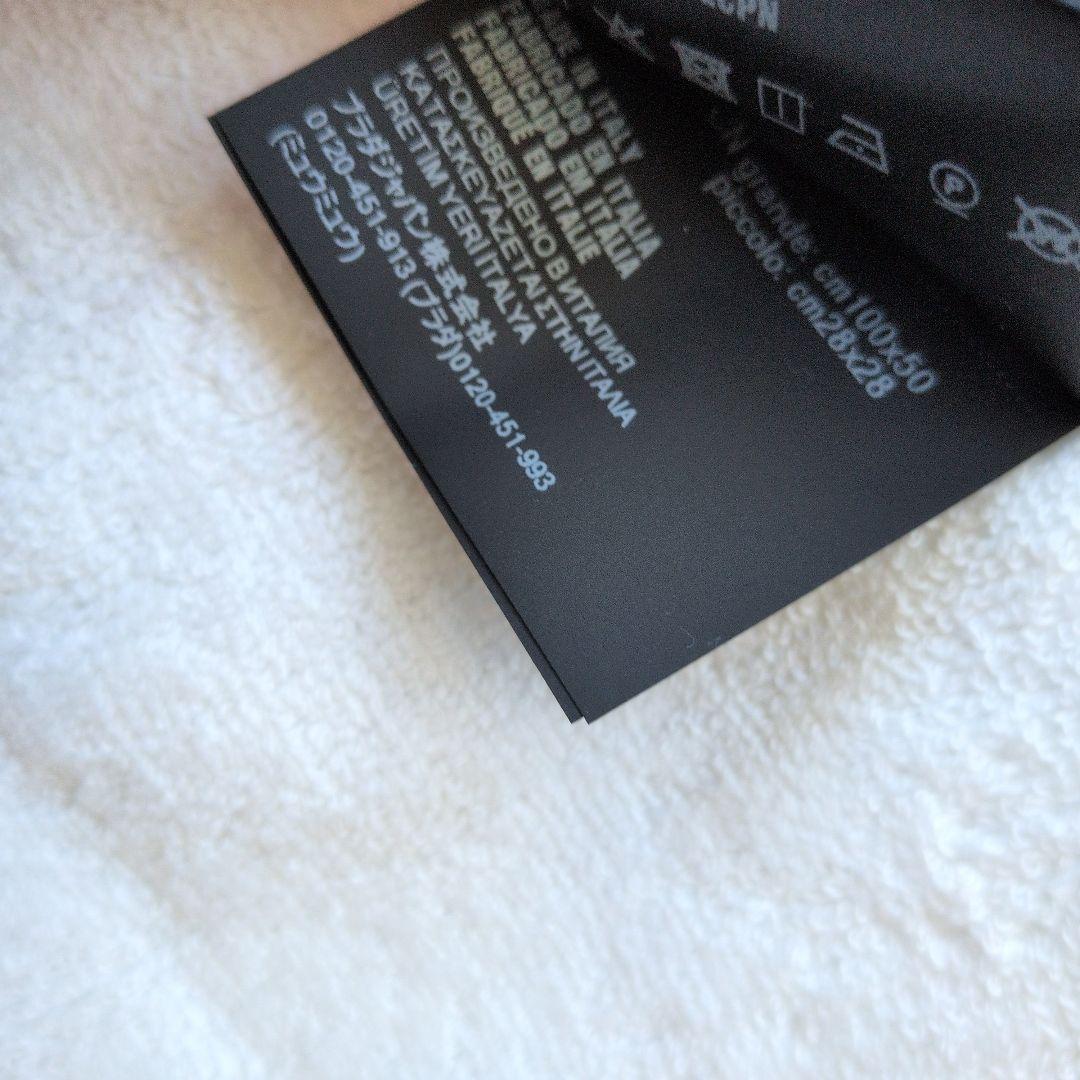 MADE IN ITALY
FABRICADO EN ITALIA
FABRICADO EM ITALIA
FABRIQUE EN ITALIE
ПРОИЗВЕДЕНО В ИТАЛИЯ
ΚΑΤΑΣΚΕΥΑΖΕΤΑΙ ΣΤΗΝ ΙΤΑΛΙΑ
URETIM YERI ITALYA
プラダジャパン株式会社
0120-451-913(プラダ)0120-451-993
(ミュウミュウ)
grande: cm100x50
piccolo: cm28x28